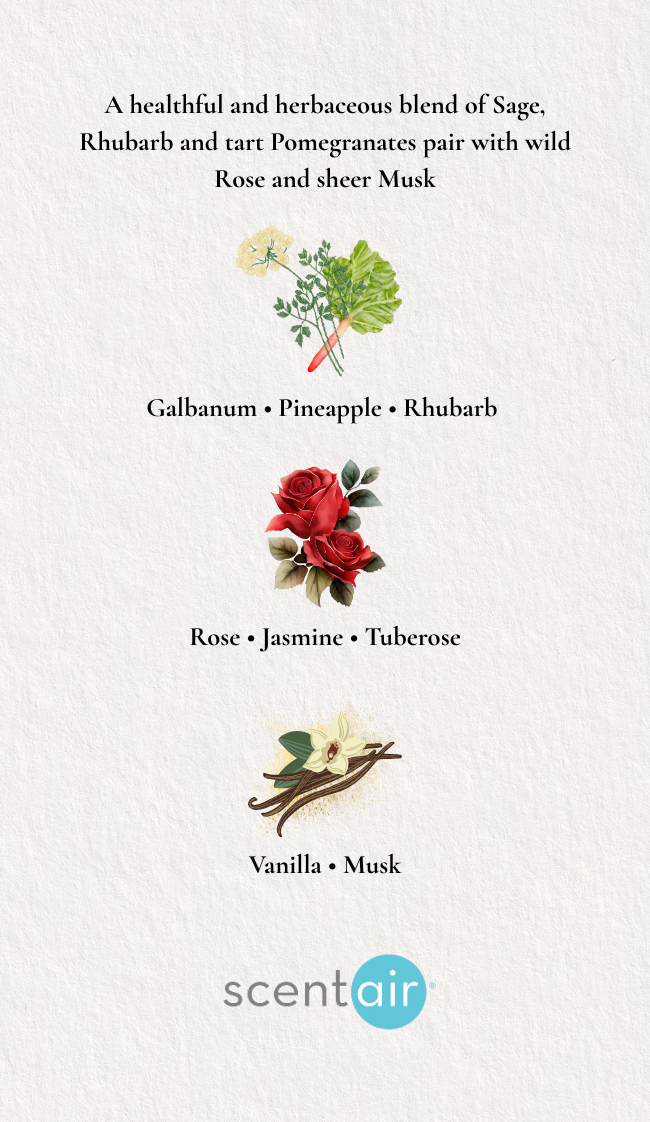 A healthful and herbaceous blend of Sage,
Rhubarb and tart Pomegranates pair with wild
Rose and sheer Musk
Galbanum • Pineapple • Rhubarb
Rose • Jasmine • Tuberose
Vanilla • Musk
scentair®